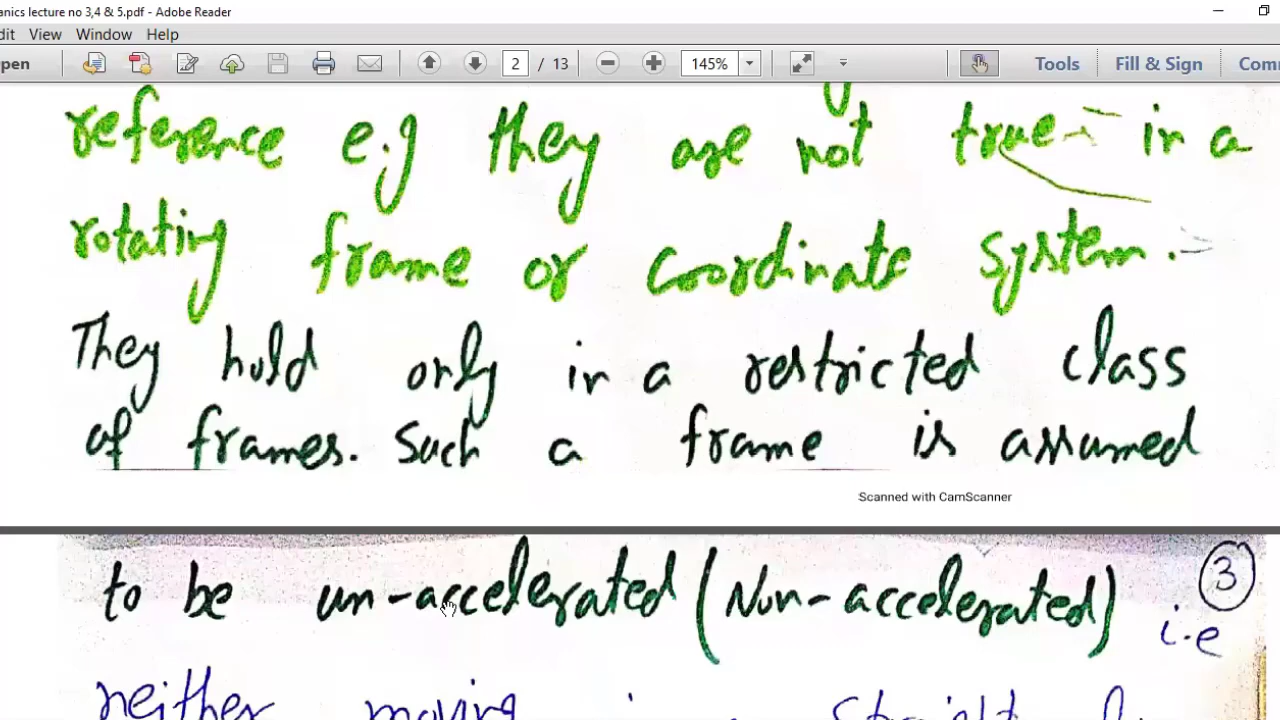 anics lecture no 3,4 & 5.pdf - Adobe Reader
dit View Window Help
pen 2 / 13 145% Tools Fill & Sign Com
reference e.g they are not true in a
rotating frame or coordinate system.
They hold only in a restricted class
of frames. Such a frame is assumed
Scanned with CamScanner
to be un-accelerated (Non-accelerated) i.e
3
neither moving in straight